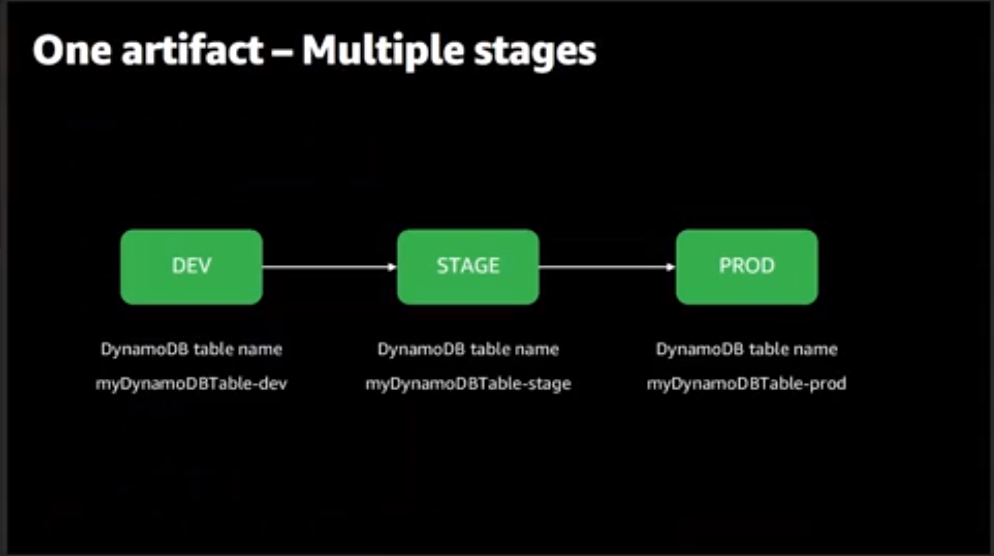 One artifact – Multiple stages
DEV
STAGE
PROD
DynamoDB table name
myDynamoDBTable-dev
DynamoDB table name
myDynamoDBTable-stage
DynamoDB table name
myDynamoDBTable-prod